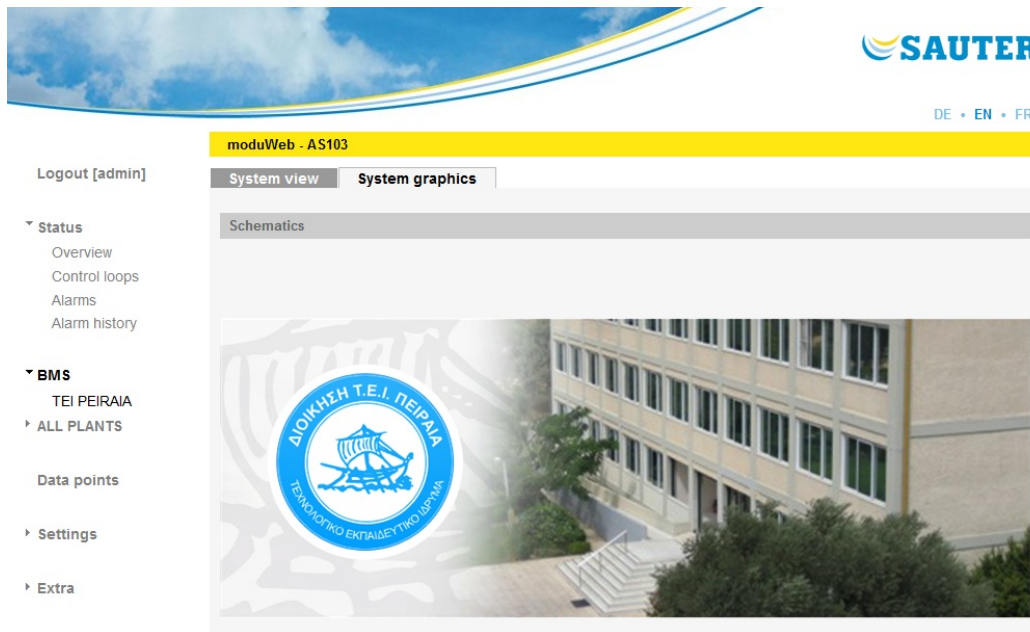 SAUTER
DE • EN • FR
moduWeb - AS103
Logout [admin]
System view
System graphics
Status
Schematics
Overview
Control loops
Alarms
Alarm history
BMS
TEI PEIRAIA
ALL PLANTS
Data points
Settings
Extra
ΔΙΟΙΚΗΣΗ Τ.Ε.Ι. ΠΕΙΡΑΙΑ
ΤΕΧΝΟΛΟΓΙΚΟ ΕΚΠΑΙΔΕΥΤΙΚΟ ΙΔΡΥΜΑ